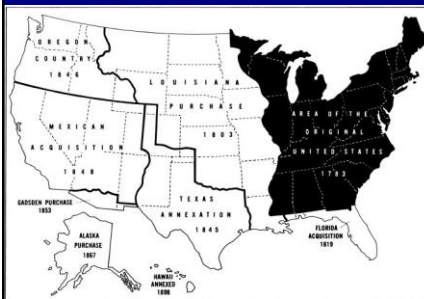 OREGON
COUNTRY
1846
LOUISIANA
PURCHASE
1803
AREA OF THE
ORIGINAL
UNITED STATES
1783
MEXICAN
ACQUISITION
1848
GADSDEN PURCHASE
1853
TEXAS
ANNEXATION
1845
FLORIDA
ACQUISITION
1819
ALASKA
PURCHASE
1867
HAWAII
ANNEXED
1898